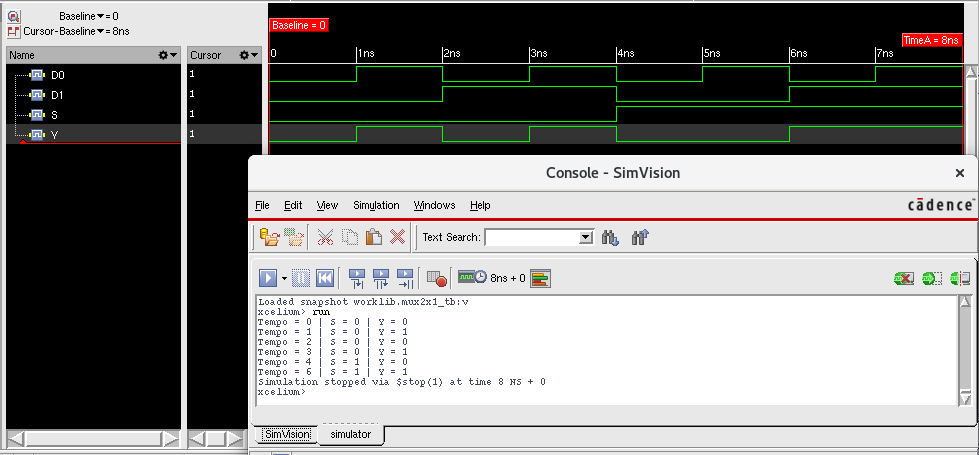 Baseline ▾ = 0
Cursor-Baseline ▾ = 8ns
Baseline = 0
TimeA = 8ns
Name
Cursor
0
1ns
2ns
3ns
4ns
5ns
6ns
7ns
D0
1
D1
1
S
1
Y
1
Console - SimVision
×
File Edit View Simulation Windows Help
cādence
Text Search:
8ns + 0
Loaded snapshot worklib.mux2x1_tb:v
xcelium> run
Tempo = 0 | S = 0 | Y = 0
Tempo = 1 | S = 0 | Y = 1
Tempo = 2 | S = 0 | Y = 0
Tempo = 3 | S = 0 | Y = 1
Tempo = 4 | S = 1 | Y = 0
Tempo = 6 | S = 1 | Y = 1
Simulation stopped via $stop(1) at time 8 NS + 0
xcelium>
SimVision
simulator